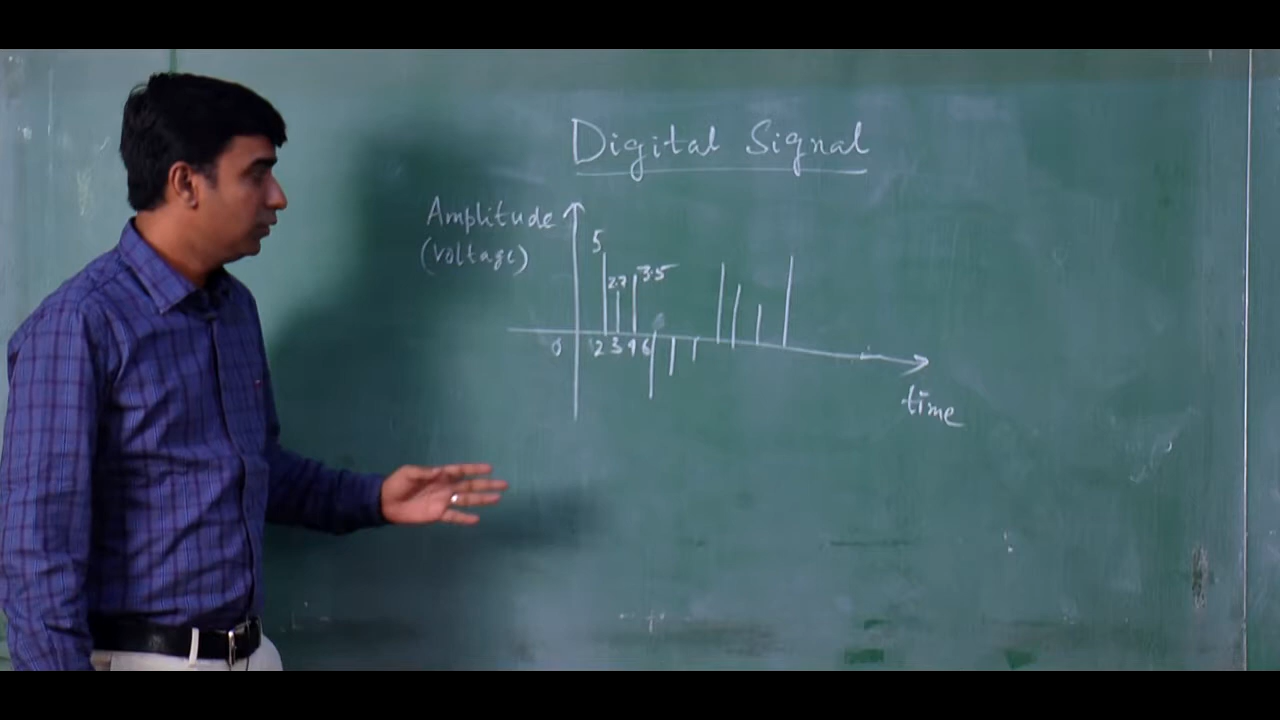 Digital Signal
Amplitude
(voltage)
5
2.7 3.5
0 2 3 4 6
time